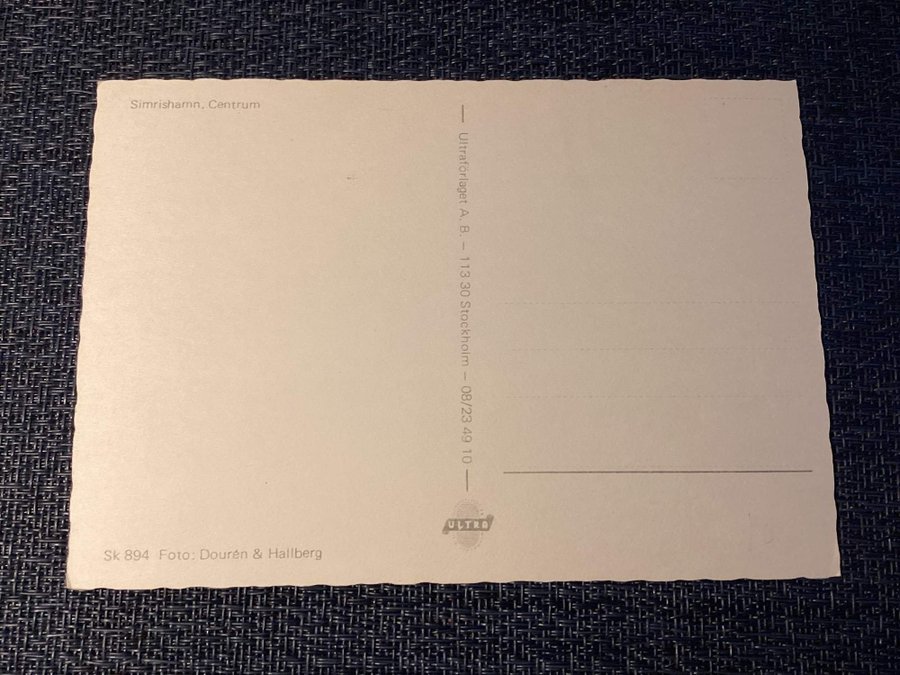 Simrishamn, Centrum
Ultraförlaget A. B. – 113 30 Stockholm – 08/23 49 10
ULTRA
Sk 894 Foto: Dourén & Hallberg